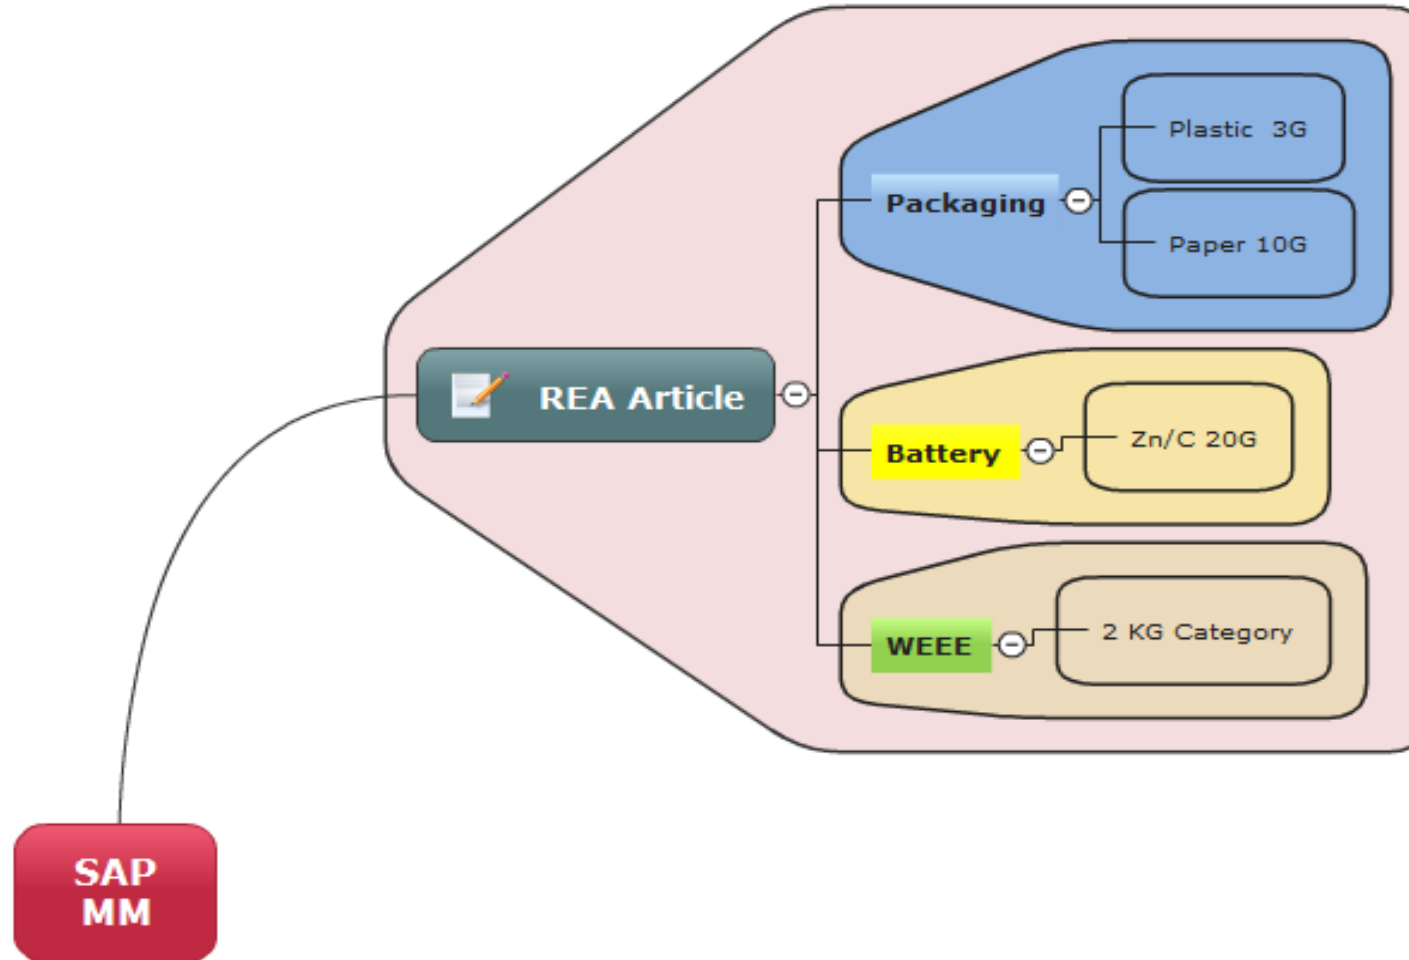 Plastic  3G
Packaging
Paper 10G
REA Article
Zn/C 20G
Battery
2 KG Category
WEEE
SAP
MM